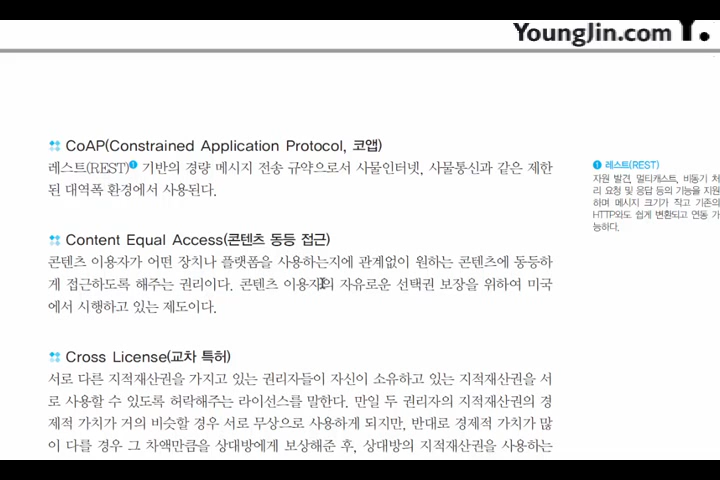 YoungJin.com Y.
CoAP(Constrained Application Protocol, 코앱)
레스트(REST)❶ 기반의 경량 메시지 전송 규약으로서 사물인터넷, 사물통신과 같은 제한
된 대역폭 환경에서 사용된다.
❶ 레스트(REST)
자원 발견, 멀티캐스트, 비동기 처
리 요청 및 응답 등의 기능을 지원
하며 메시지 크기가 작고 기존의
HTTP와도 쉽게 변환되고 연동 가
능하다.
Content Equal Access(콘텐츠 동등 접근)
콘텐츠 이용자가 어떤 장치나 플랫폼을 사용하는지에 관계없이 원하는 콘텐츠에 동등하
게 접근하도록 해주는 권리이다. 콘텐츠 이용자의 자유로운 선택권 보장을 위하여 미국
에서 시행하고 있는 제도이다.
Cross License(교차 특허)
서로 다른 지적재산권을 가지고 있는 권리자들이 자신이 소유하고 있는 지적재산권을 서
로 사용할 수 있도록 허락해주는 라이선스를 말한다. 만일 두 권리자의 지적재산권의 경
제적 가치가 거의 비슷할 경우 서로 무상으로 사용하게 되지만, 반대로 경제적 가치가 많
이 다를 경우 그 차액만큼을 상대방에게 보상해준 후, 상대방의 지적재산권을 사용하는